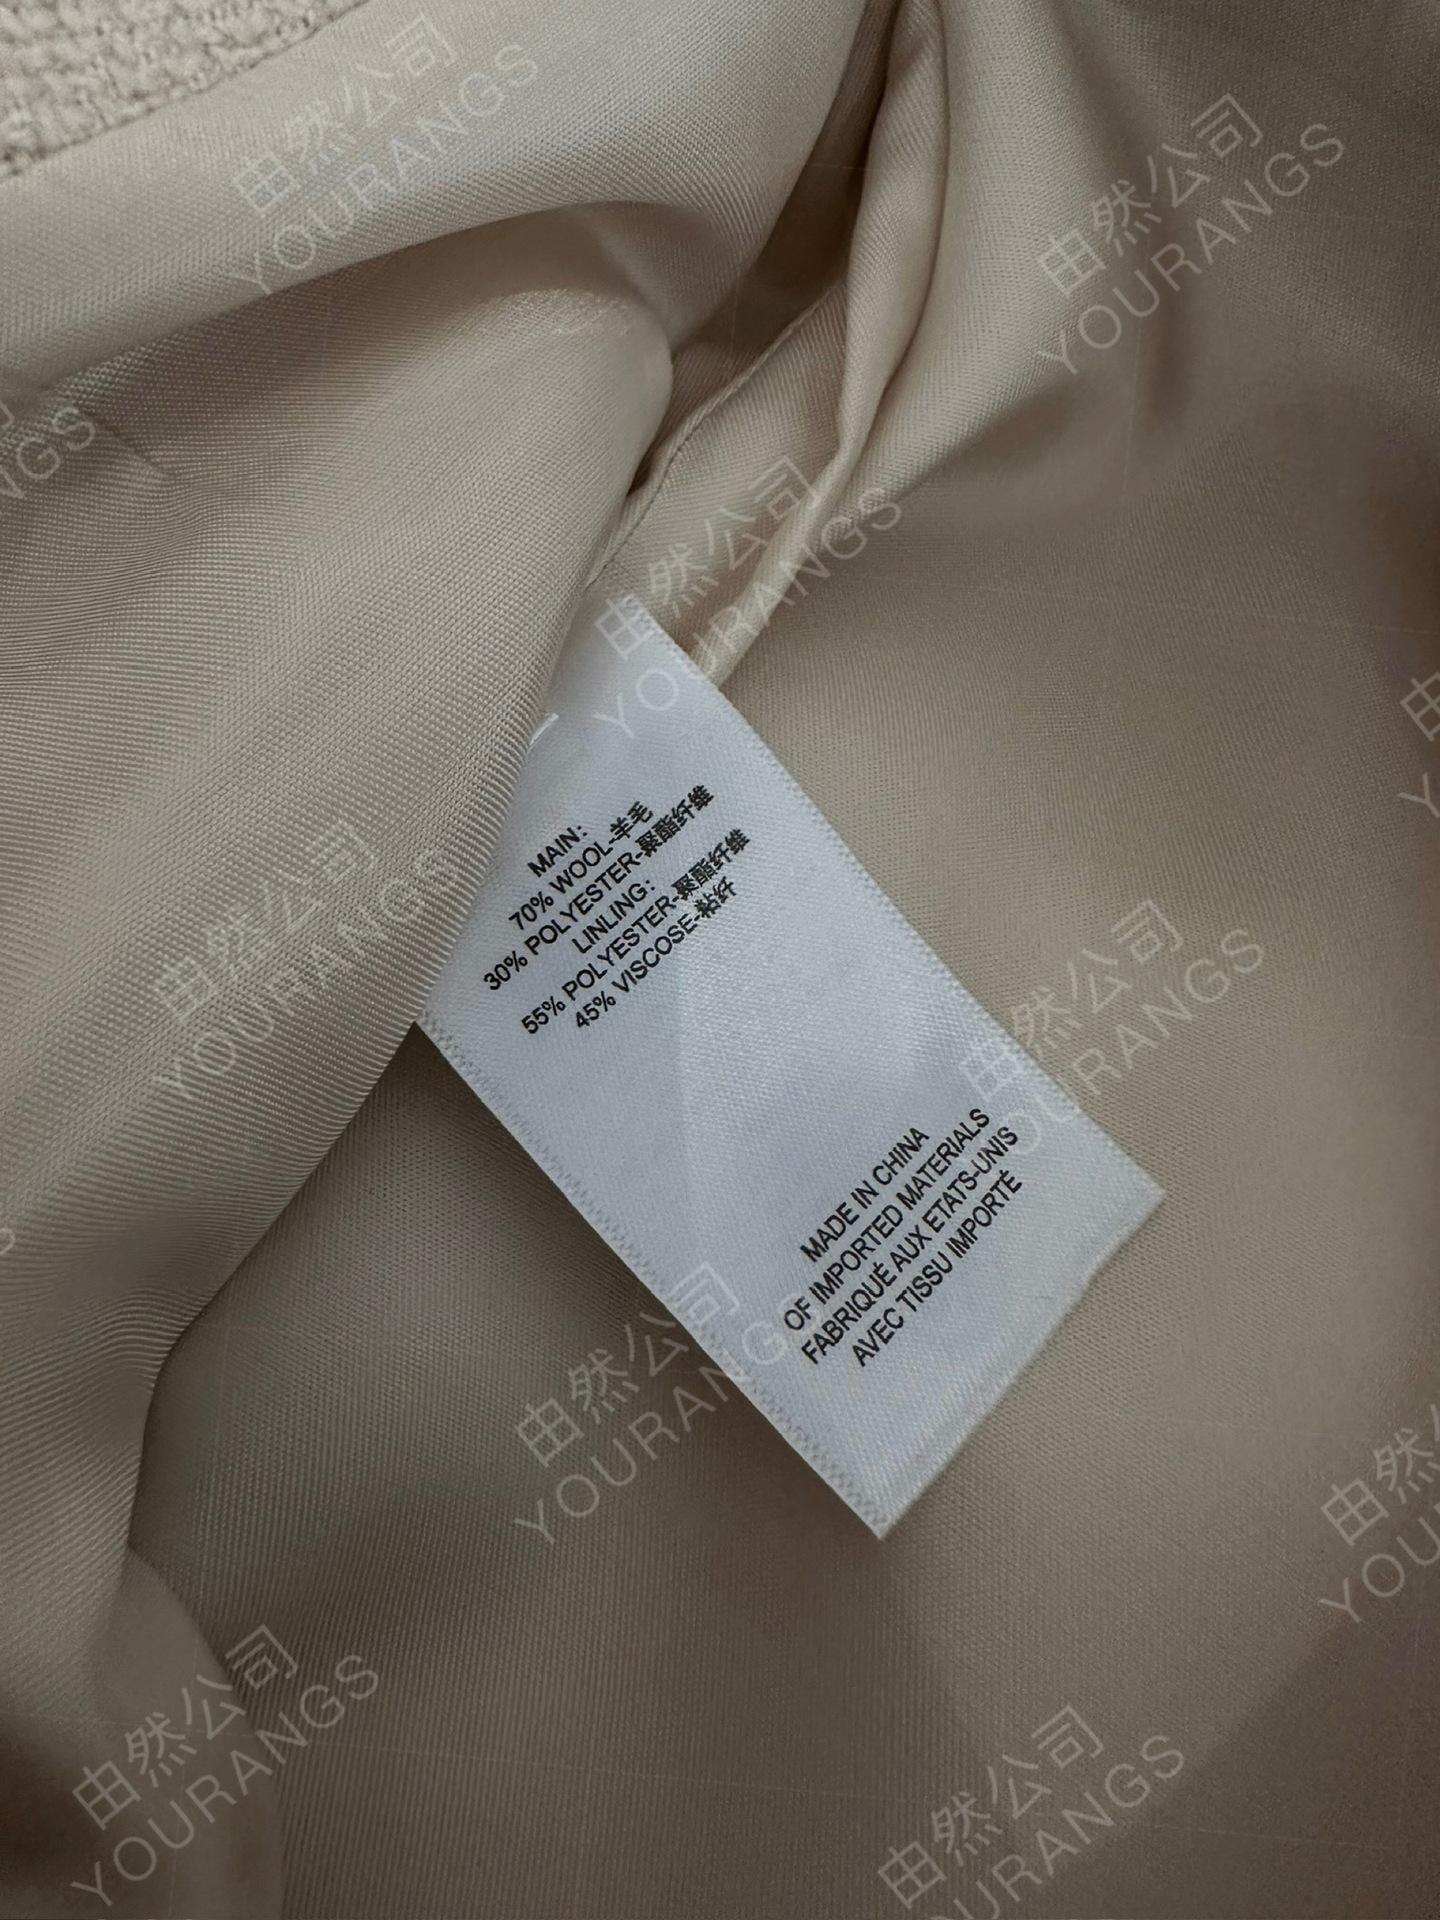 MAIN:
70% WOOL-羊毛
30% POLYESTER-聚酯纤维
LINLING:
55% POLYESTER-聚酯纤维
45% VISCOSE-粘纤
MADE IN CHINA
OF IMPORTED MATERIALS
FABRIQUÉ AUX ETATS-UNIS
AVEC TISSU IMPORTÉ
由然公司
YOURANGS